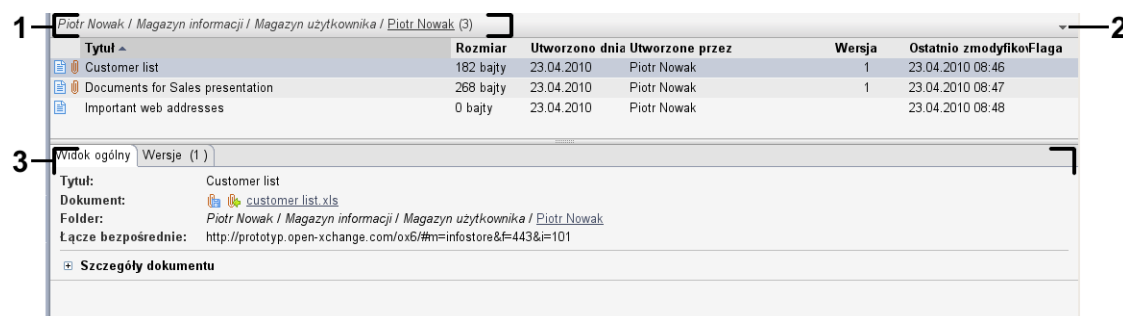 1
Piotr Nowak / Magazyn informacji / Magazyn użytkownika / Piotr Nowak (3)
2
Tytuł Rozmiar Utworzono dnia Utworzone przez Wersja Ostatnio zmodyfikov Flaga
Customer list 182 bajty 23.04.2010 Piotr Nowak 1 23.04.2010 08:46
Documents for Sales presentation 268 bajty 23.04.2010 Piotr Nowak 1 23.04.2010 08:47
Important web addresses 0 bajty 23.04.2010 Piotr Nowak 23.04.2010 08:48
3
Widok ogólny Wersje (1 )
Tytuł: Customer list
Dokument: customer list.xls
Folder: Piotr Nowak / Magazyn informacji / Magazyn użytkownika / Piotr Nowak
Łącze bezpośrednie: http://prototyp.open-xchange.com/ox6/#m=infostore&f=443&i=101
Szczegóły dokumentu